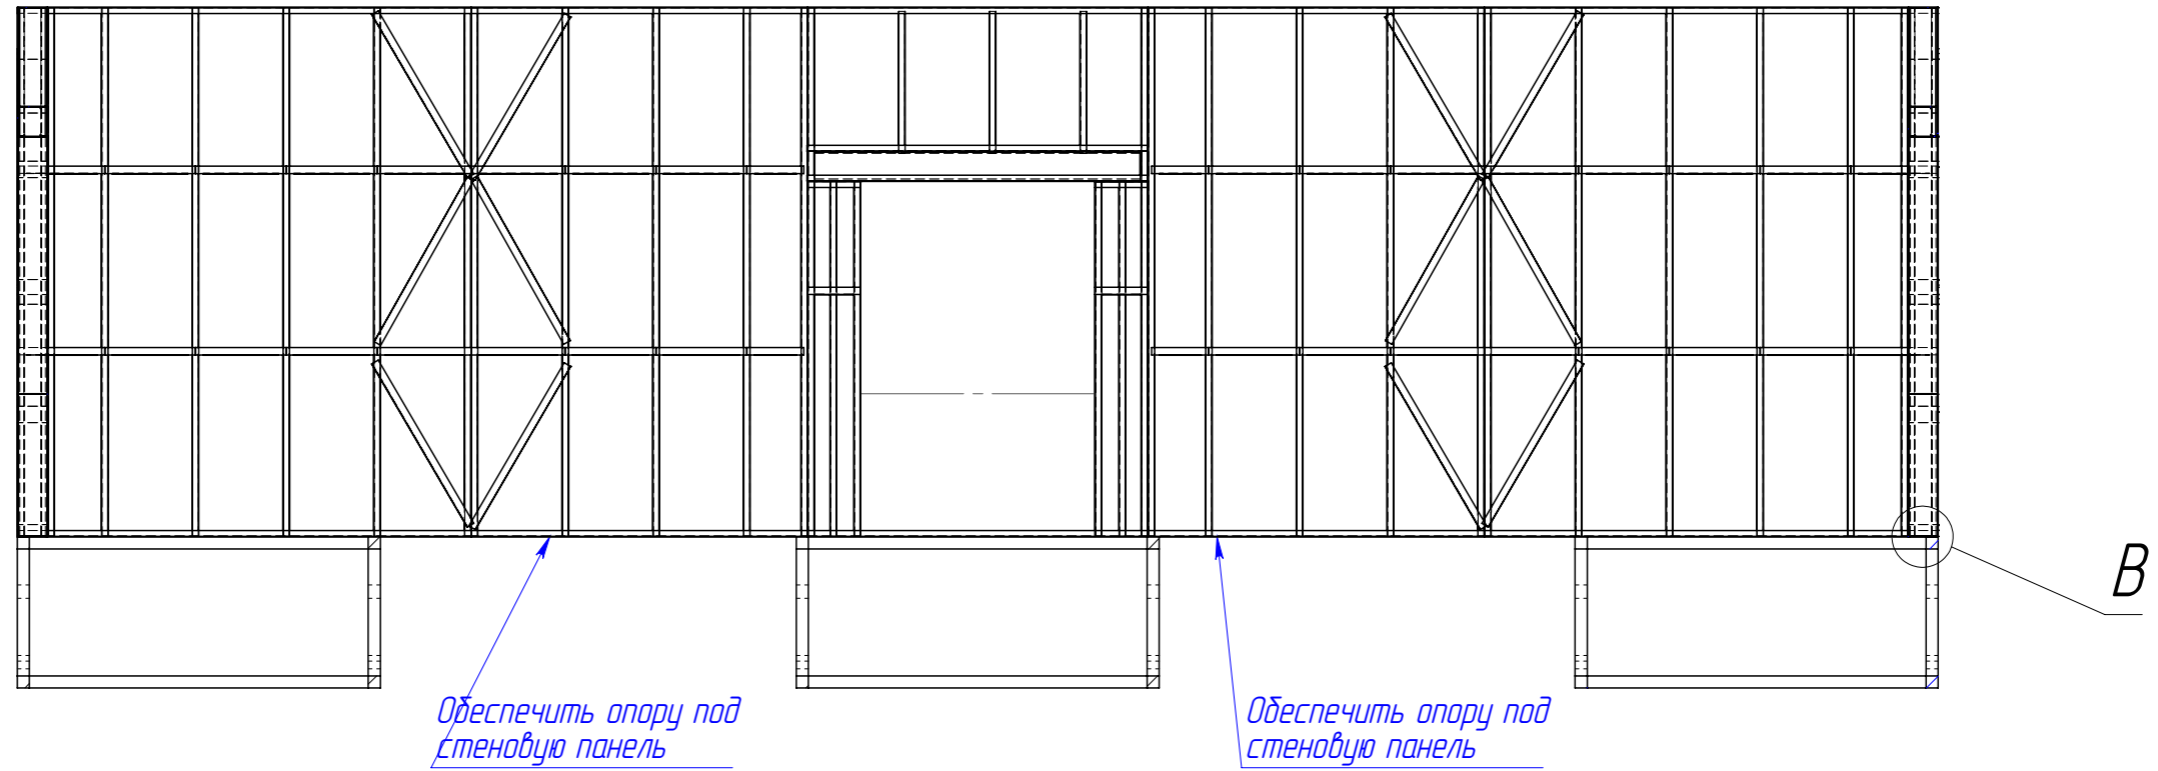 В
Обеспечить опору под
стеновую панель
Обеспечить опору под
стеновую панель